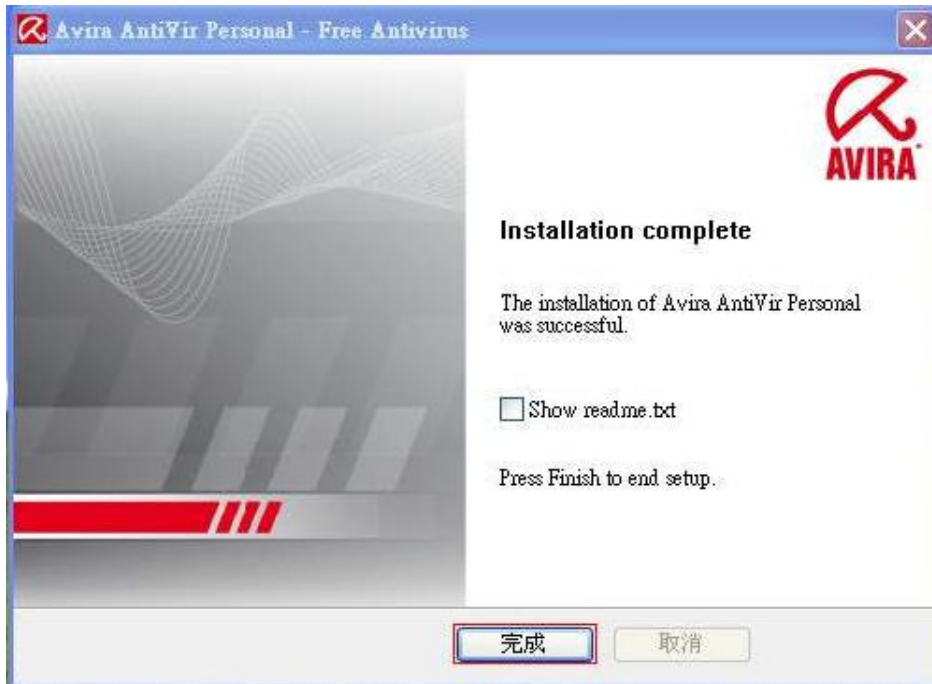 Avira AntiVir Personal - Free Antivirus
AVIRA
Installation complete
The installation of Avira AntiVir Personal
was successful.
Show readme.txt
Press Finish to end setup.
完成
取消